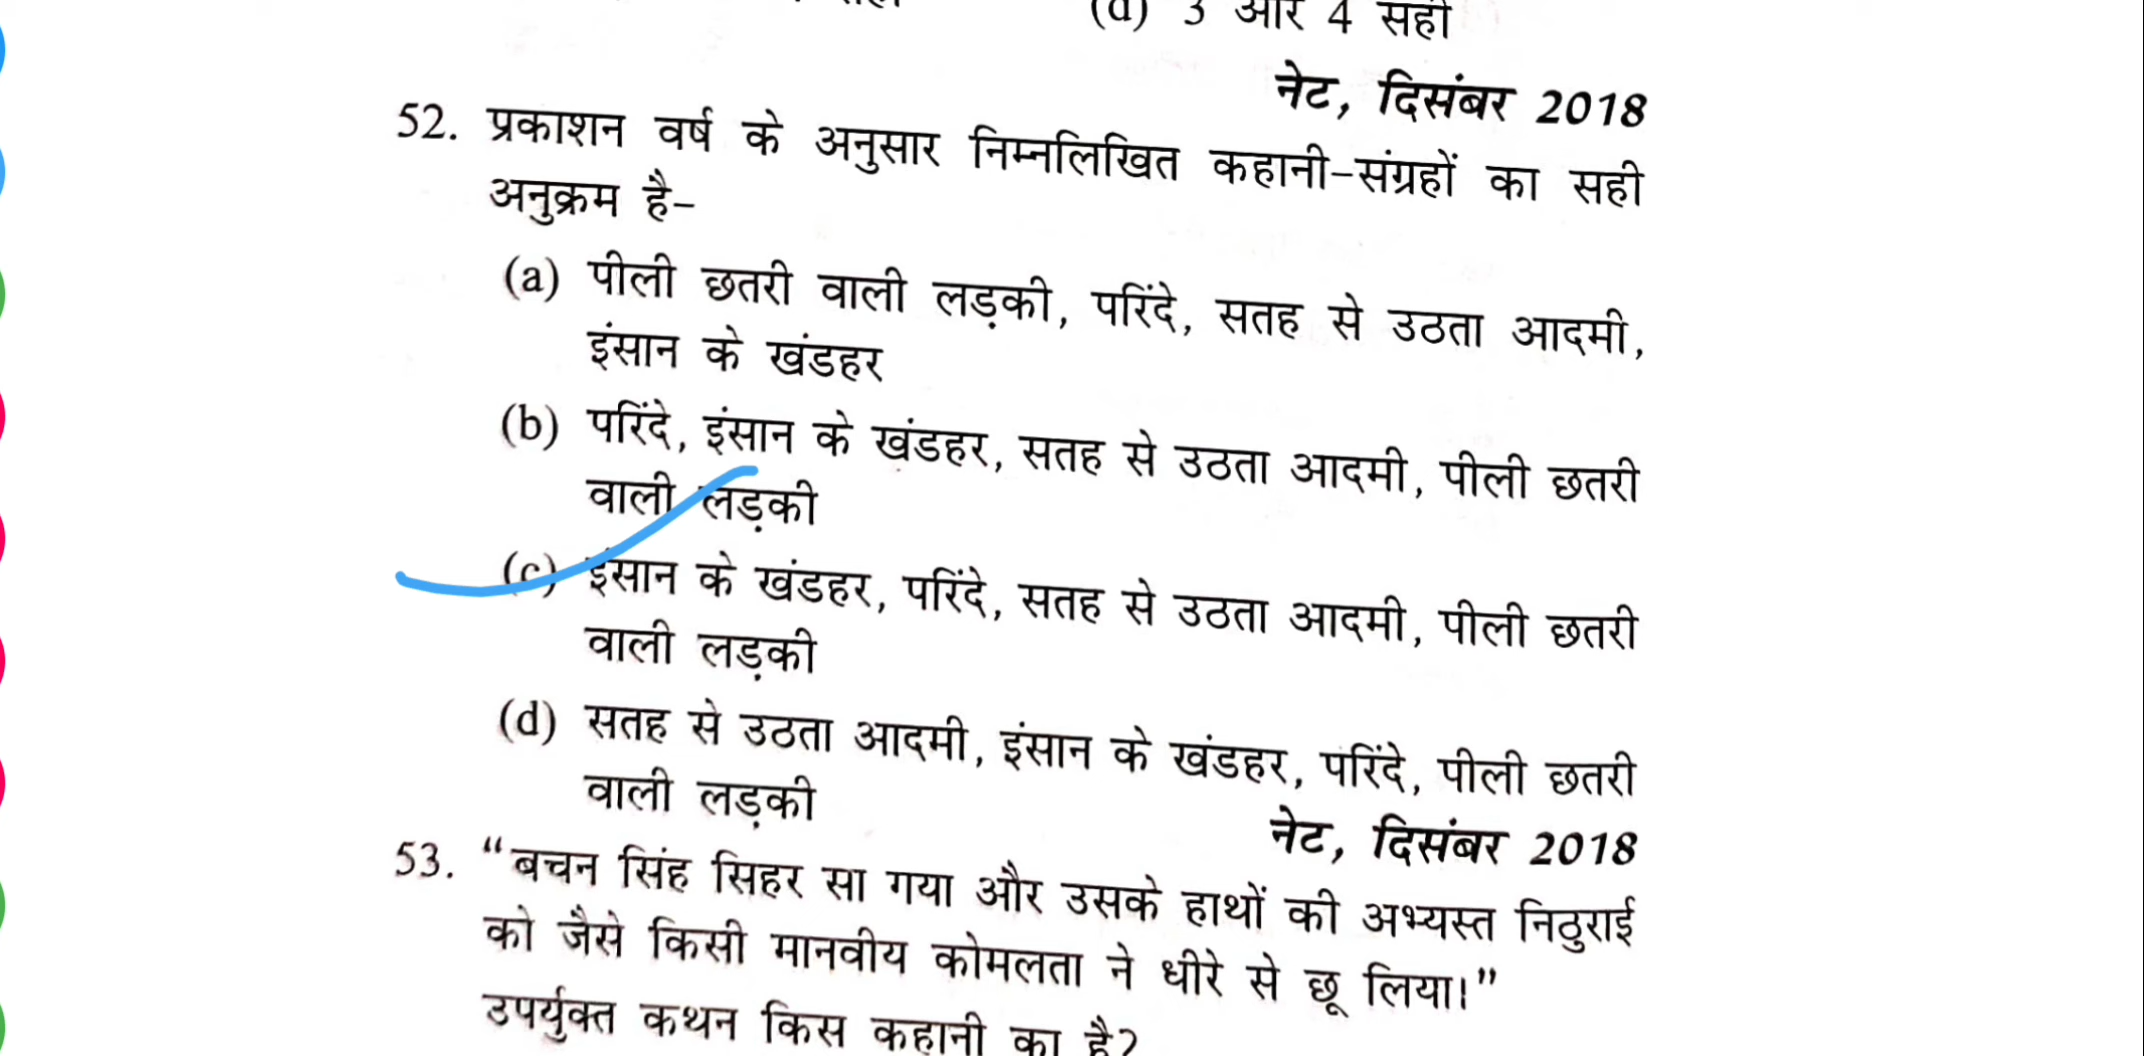 (d) 3 और 4 सही
नेट, दिसंबर 2018
52. प्रकाशन वर्ष के अनुसार निम्नलिखित कहानी-संग्रहों का सही
अनुक्रम है-
(a) पीली छतरी वाली लड़की, परिंदे, सतह से उठता आदमी,
इंसान के खंडहर
(b) परिंदे, इंसान के खंडहर, सतह से उठता आदमी, पीली छतरी
वाली लड़की
(c) इंसान के खंडहर, परिंदे, सतह से उठता आदमी, पीली छतरी
वाली लड़की
(d) सतह से उठता आदमी, इंसान के खंडहर, परिंदे, पीली छतरी
वाली लड़की
नेट, दिसंबर 2018
53. “बचन सिंह सिहर सा गया और उसके हाथों की अभ्यस्त निठुराई
को जैसे किसी मानवीय कोमलता ने धीरे से छू लिया।”
उपर्युक्त कथन किस कहानी का है?